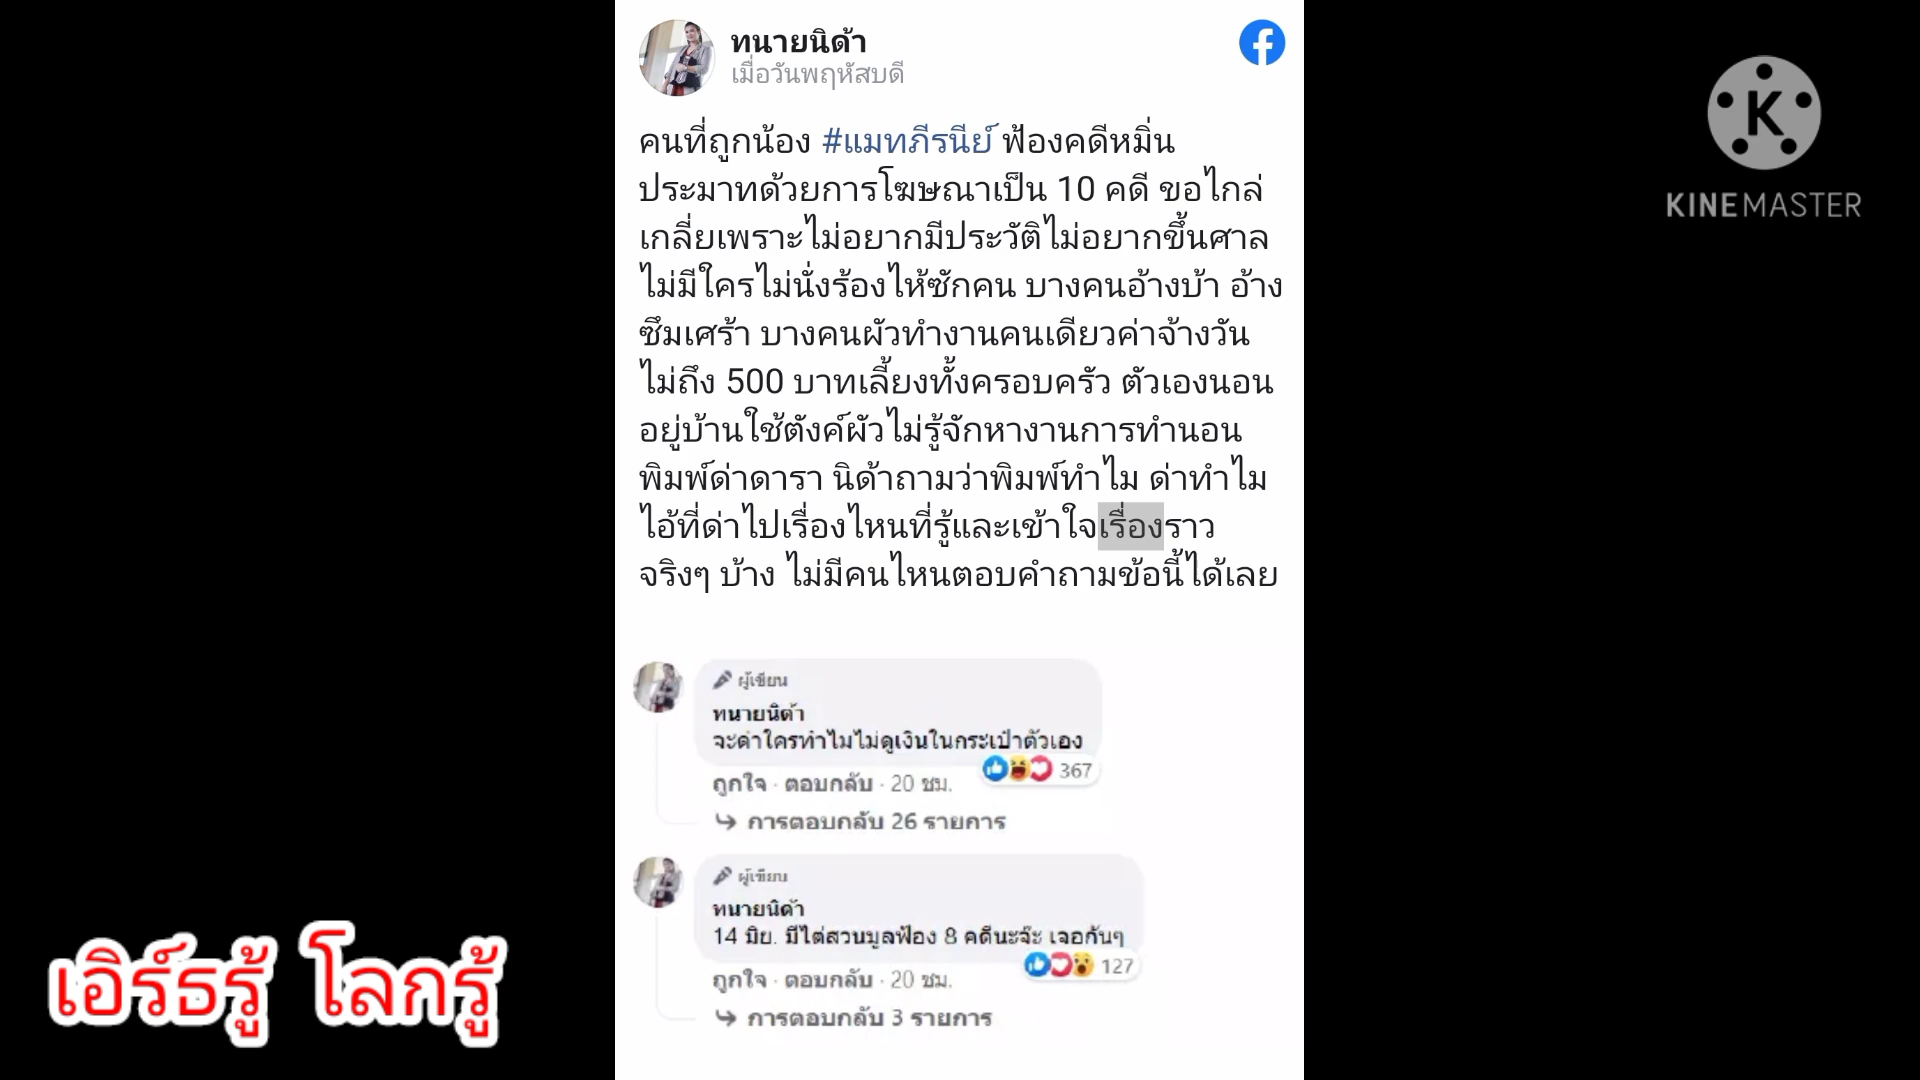 ทนายนิด้า
เมื่อวันพฤหัสบดี
คนที่ถูกน้อง #แมทภีรนีย์ ฟ้องคดีหมิ่น
ประมาทด้วยการโฆษณาเป็น 10 คดี ขอไกล่
เกลี่ยเพราะไม่อยากมีประวัติไม่อยากขึ้นศาล
ไม่มีใครไม่นั่งร้องไห้ซักคน บางคนอ้างบ้า อ้าง
ซึมเศร้า บางคนผัวทำงานคนเดียวค่าจ้างวัน
ไม่ถึง 500 บาทเลี้ยงทั้งครอบครัว ตัวเองนอน
อยู่บ้านใช้ตังค์ผัวไม่รู้จักหางานการทำนอน
พิมพ์ด่าดารา นิด้าถามว่าพิมพ์ทำไม ด่าทำไม
ไอ้ที่ด่าไปเรื่องไหนที่รู้และเข้าใจเรื่องราว
จริงๆ บ้าง ไม่มีคนไหนตอบคำถามข้อนี้ได้เลย
ผู้เขียน
ทนายนิด้า
จะด่าใครทำไมไม่ดูเงินในกระเป๋าตัวเอง
367
ถูกใจ · ตอบกลับ · 20 ชม.
การตอบกลับ 26 รายการ
ผู้เขียน
ทนายนิด้า
14 มิย. มีไต่สวนมูลฟ้อง 8 คดีนะจ๊ะ เจอกันๆ
127
ถูกใจ · ตอบกลับ · 20 ชม.
การตอบกลับ 3 รายการ
K
KINEMASTER
เอิร์ธรู้ โลกรู้